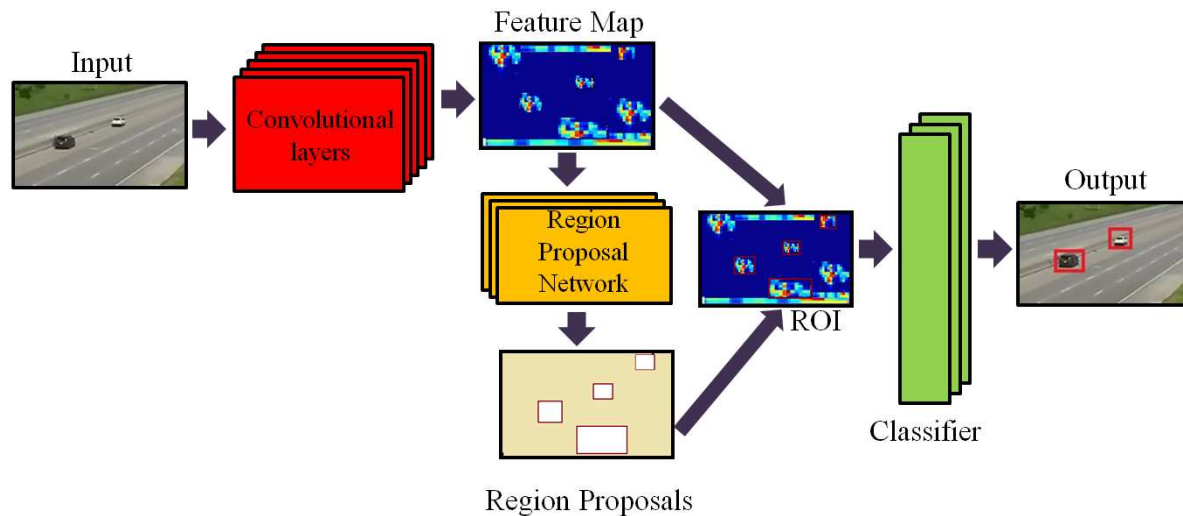 Input
Convolutional
layers
Feature Map
Region
Proposal
Network
Region Proposals
ROI
Classifier
Output